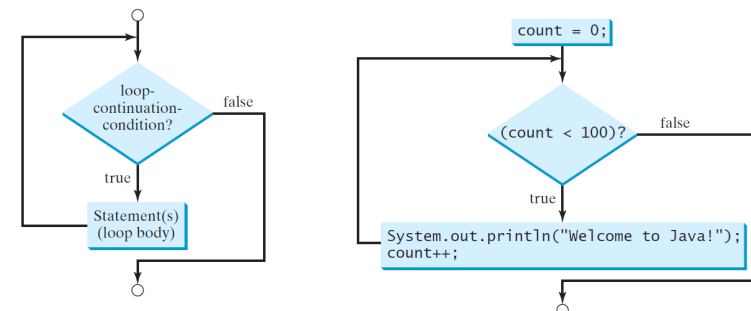 loop-
continuation-
condition?
false
true
Statement(s)
(loop body)
count = 0;
(count < 100)?
false
true
System.out.println("Welcome to Java!");
count++;